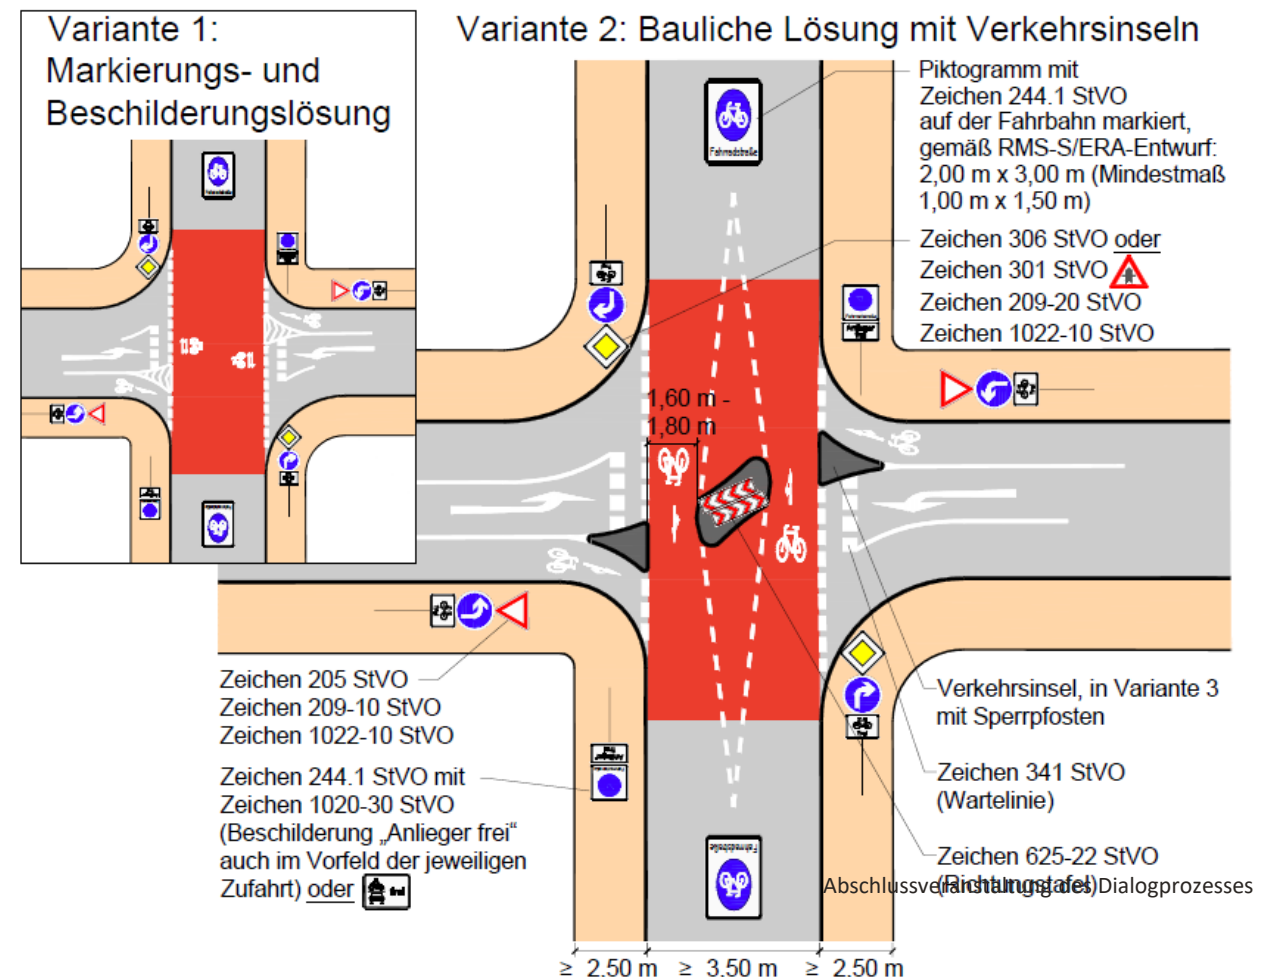 Variante 1:
Markierungs- und
Beschilderungslösung
Variante 2: Bauliche Lösung mit Verkehrsinseln
Piktogramm mit
Zeichen 244.1 StVO
auf der Fahrbahn markiert,
gemäß RMS-S/ERA-Entwurf:
2,00 m x 3,00 m (Mindestmaß
1,00 m x 1,50 m)
Fahrradstraße
Zeichen 306 StVO oder
Zeichen 301 StVO
Zeichen 209-20 StVO
Zeichen 1022-10 StVO
1,60 m -
1,80 m
Zeichen 205 StVO
Zeichen 209-10 StVO
Zeichen 1022-10 StVO
Zeichen 244.1 StVO mit
Zeichen 1020-30 StVO
(Beschilderung „Anlieger frei“
auch im Vorfeld der jeweiligen
Zufahrt) oder
frei
Verkehrsinsel, in Variante 3
mit Sperrpfosten
Zeichen 341 StVO
(Wartelinie)
Zeichen 625-22 StVO
(Richtungstafel)
Abschlussveranstaltung des Dialogprozesses
Fahrradstraße
≥ 2.50 m ≥ 3.50 m ≥ 2.50 m